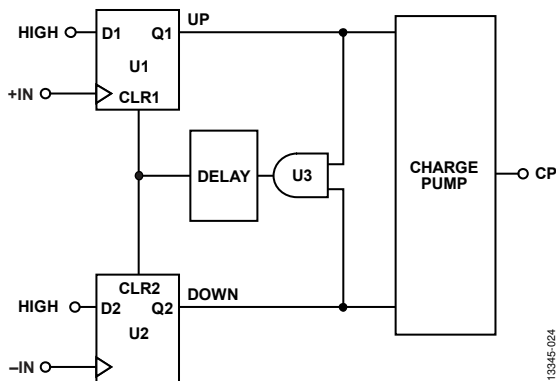 UP
HIGH
D1 Q1
U1
+IN
CLR1
DELAY
U3
CHARGE
PUMP
CP
CLR2
DOWN
HIGH
D2 Q2
U2
–IN
13345-024